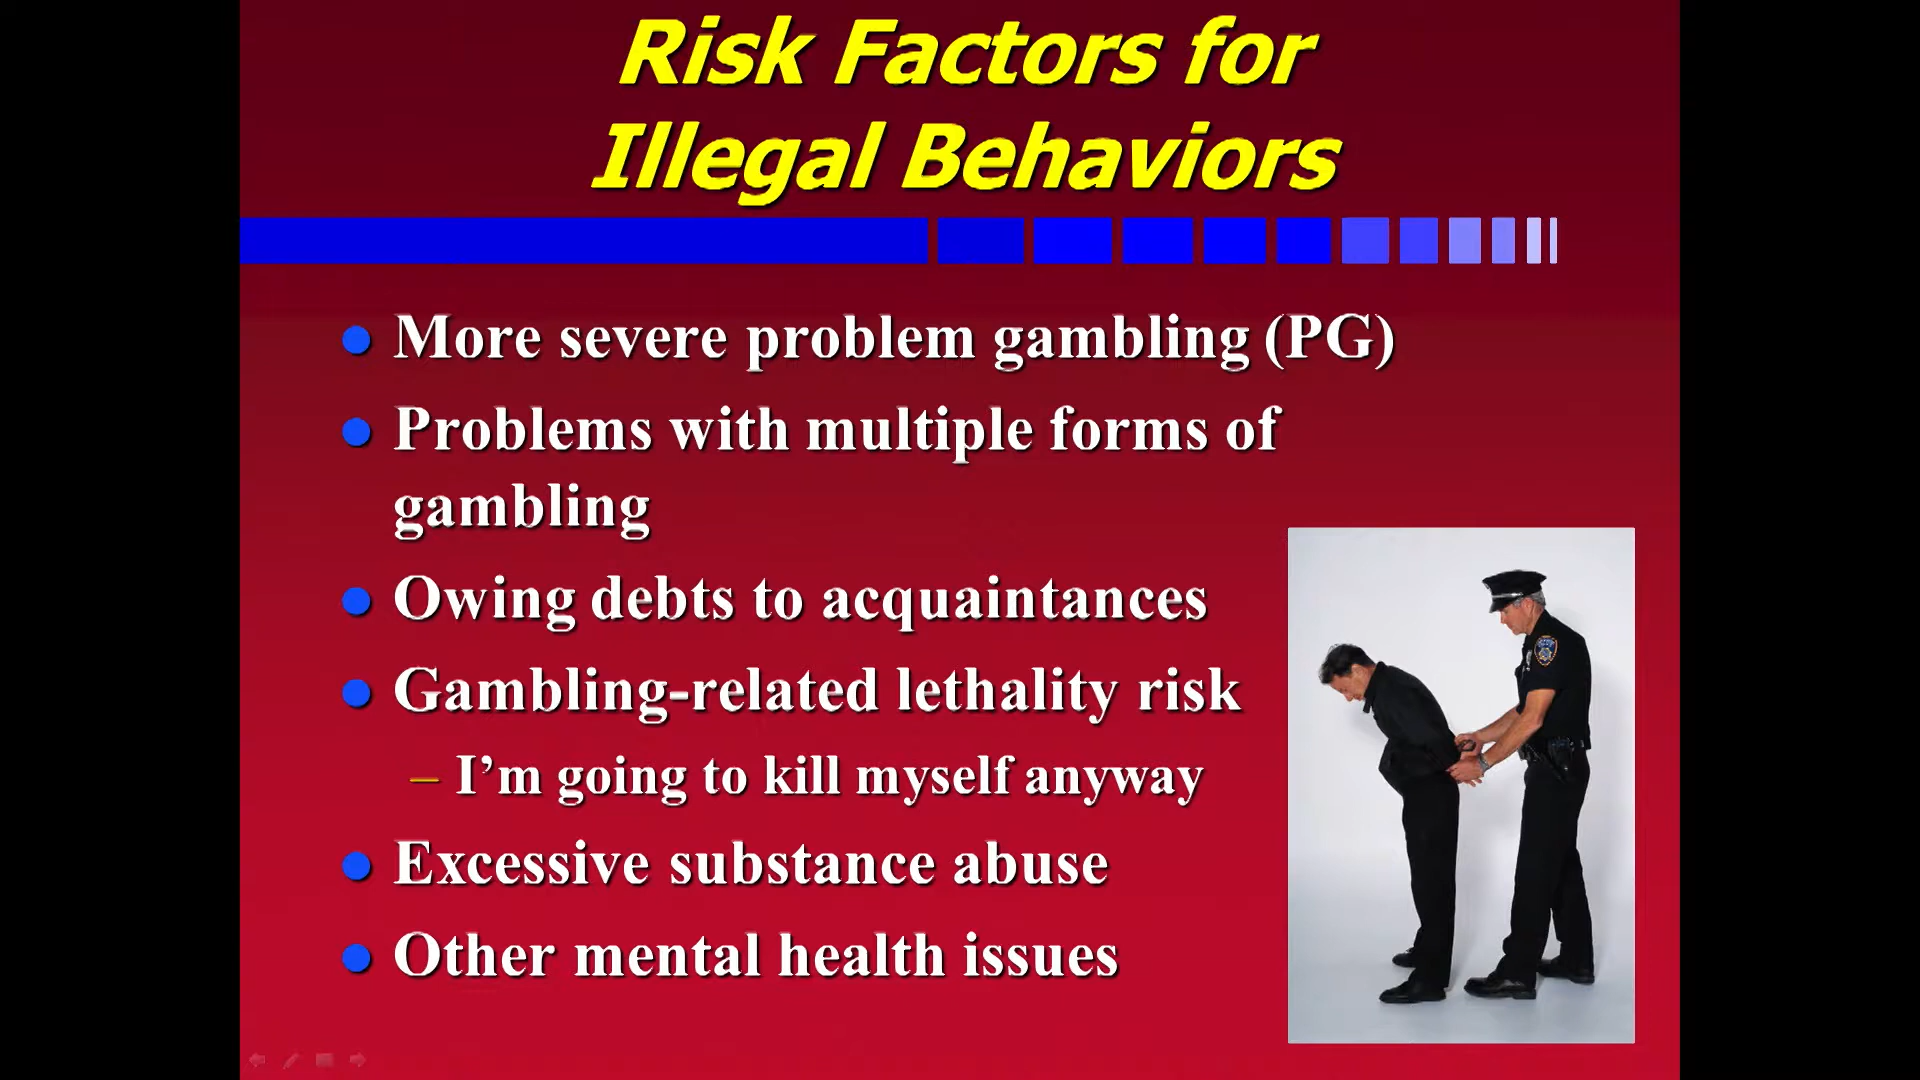 Risk Factors for
Illegal Behaviors
More severe problem gambling (PG)
Problems with multiple forms of
gambling
Owing debts to acquaintances
Gambling-related lethality risk
– I’m going to kill myself anyway
Excessive substance abuse
Other mental health issues